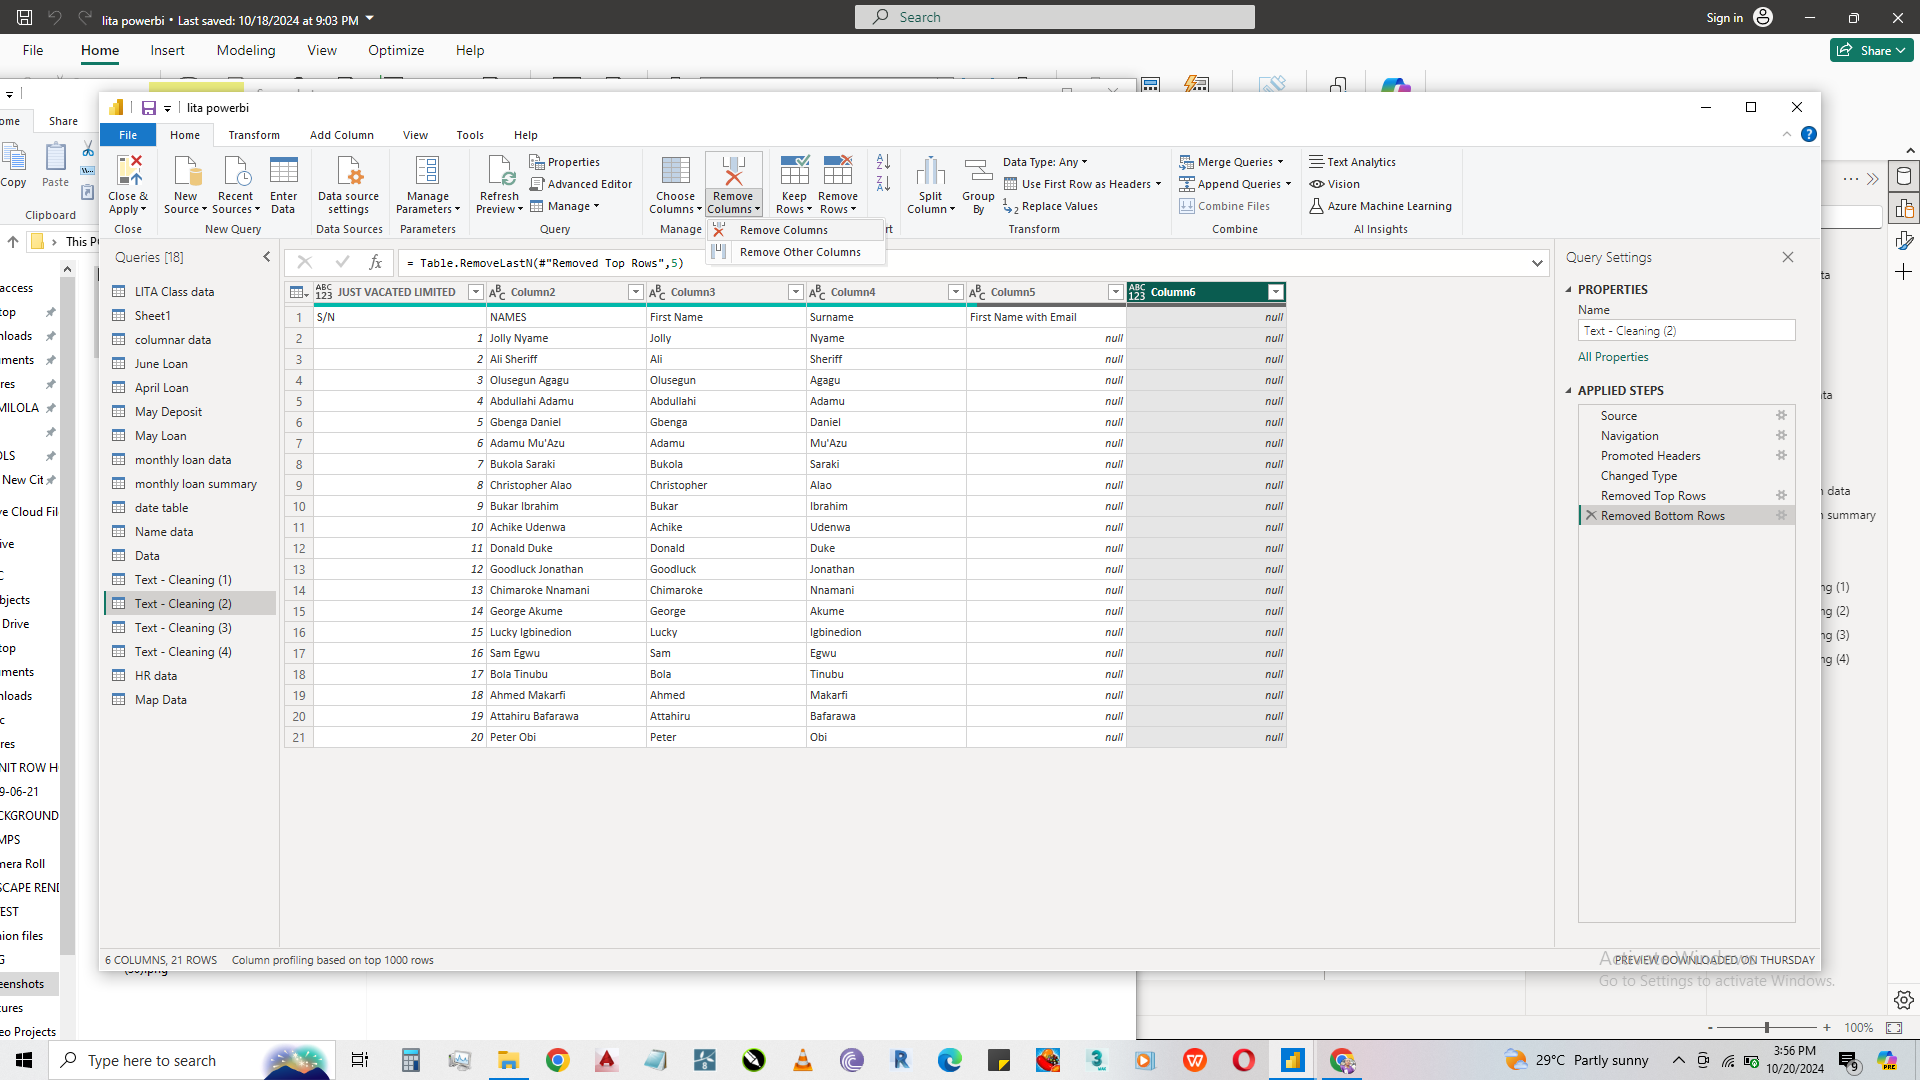 lita powerbi • Last saved: 10/18/2024 at 9:03 PM
Search
Sign in
File Home Insert Modeling View Optimize Help
Share
lita powerbi
Share
File Home Transform Add Column View Tools Help
Copy
Paste
Clipboard
Close & Apply
Close
New Source
Recent Sources
Enter Data
New Query
Data source settings
Data Sources
Manage Parameters
Parameters
Refresh Preview
Properties
Advanced Editor
Manage
Query
Choose Columns
Remove Columns
Manage
Keep Rows
Remove Rows
Split Column
Group By
Data Type: Any
Use First Row as Headers
Replace Values
Transform
Merge Queries
Append Queries
Combine Files
Combine
Text Analytics
Vision
Azure Machine Learning
AI Insights
Remove Columns
Remove Other Columns
This P
Queries [18]
LITA Class data
Sheet1
columnar data
June Loan
April Loan
May Deposit
May Loan
monthly loan data
monthly loan summary
date table
Name data
Data
Text - Cleaning (1)
Text - Cleaning (2)
Text - Cleaning (3)
Text - Cleaning (4)
HR data
Map Data
fx = Table.RemoveLastN(#"Removed Top Rows",5)
ABC 123 JUST VACATED LIMITED ABC Column2 ABC Column3 ABC Column4 ABC Column5 ABC 123 Column6
1 S/N NAMES First Name Surname First Name with Email null
2 1 Jolly Nyame Jolly Nyame null null
3 2 Ali Sheriff Ali Sheriff null null
4 3 Olusegun Agagu Olusegun Agagu null null
5 4 Abdullahi Adamu Abdullahi Adamu null null
6 5 Gbenga Daniel Gbenga Daniel null null
7 6 Adamu Mu'Azu Adamu Mu'Azu null null
8 7 Bukola Saraki Bukola Saraki null null
9 8 Christopher Alao Christopher Alao null null
10 9 Bukar Ibrahim Bukar Ibrahim null null
11 10 Achike Udenwa Achike Udenwa null null
12 11 Donald Duke Donald Duke null null
13 12 Goodluck Jonathan Goodluck Jonathan null null
14 13 Chimaroke Nnamani Chimaroke Nnamani null null
15 14 George Akume George Akume null null
16 15 Lucky Igbinedion Lucky Igbinedion null null
17 16 Sam Egwu Sam Egwu null null
18 17 Bola Tinubu Bola Tinubu null null
19 18 Ahmed Makarfi Ahmed Makarfi null null
20 19 Attahiru Bafarawa Attahiru Bafarawa null null
21 20 Peter Obi Peter Obi null null
Query Settings
PROPERTIES
Name
Text - Cleaning (2)
All Properties
APPLIED STEPS
Source
Navigation
Promoted Headers
Changed Type
Removed Top Rows
Removed Bottom Rows
6 COLUMNS, 21 ROWS Column profiling based on top 1000 rows
PREVIEW DOWNLOADED ON THURSDAY
Activate Windows
Go to Settings to activate Windows.
100%
Type here to search
29°C Partly sunny
3:56 PM
10/20/2024
9